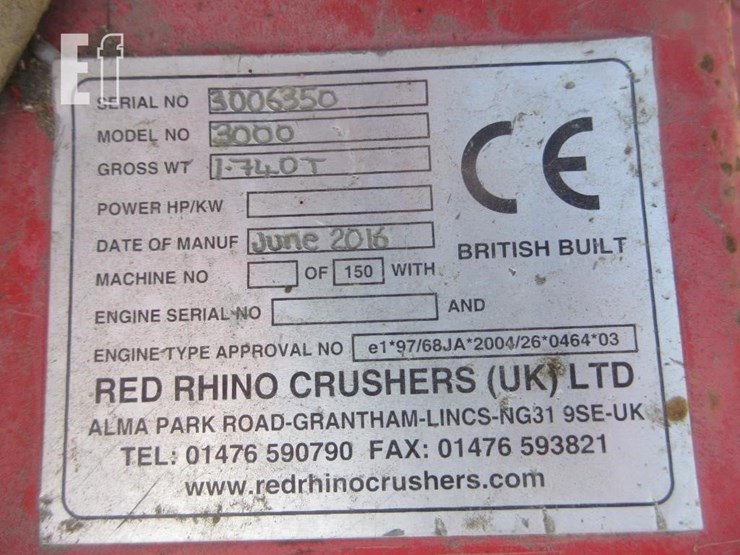 Ef
SERIAL NO 3006350
MODEL NO 3000
GROSS WT 1.740T
POWER HP/KW
DATE OF MANUF June 2016
MACHINE NO OF 150 WITH
ENGINE SERIAL NO AND
ENGINE TYPE APPROVAL NO e1*97/68JA*2004/26*0464*03
CE
BRITISH BUILT
RED RHINO CRUSHERS (UK) LTD
ALMA PARK ROAD-GRANTHAM-LINCS-NG31 9SE-UK
TEL: 01476 590790 FAX: 01476 593821
www.redrhinocrushers.com